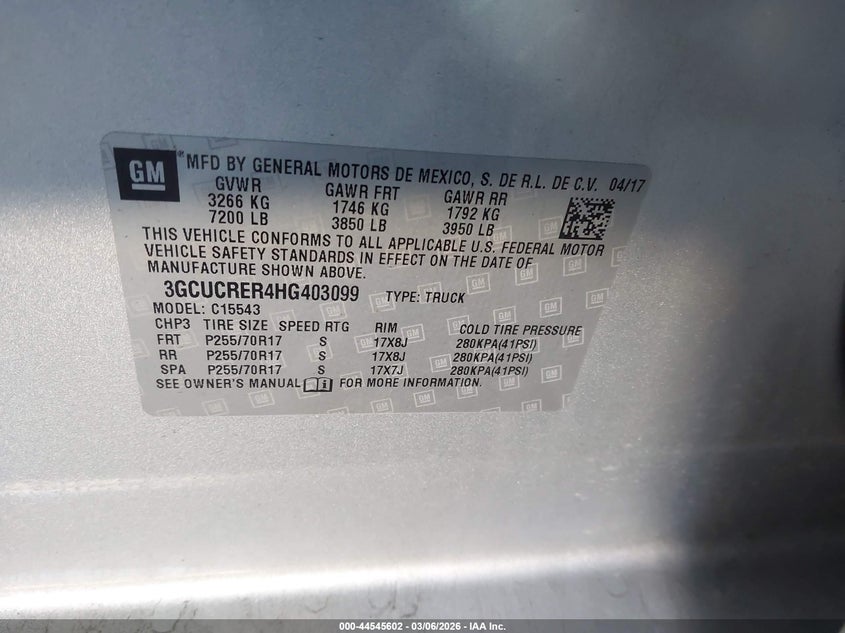 GM ® MFD BY GENERAL MOTORS DE MEXICO, S. DE R.L. DE C.V. 04/17
GVWR GAWR FRT GAWR RR
3266 KG 1746 KG 1792 KG
7200 LB 3850 LB 3950 LB
THIS VEHICLE CONFORMS TO ALL APPLICABLE U.S. FEDERAL MOTOR
VEHICLE SAFETY STANDARDS IN EFFECT ON THE DATE OF
MANUFACTURE SHOWN ABOVE.
3GCUCRER4HG403099 TYPE: TRUCK
MODEL: C15543
CHP3 TIRE SIZE SPEED RTG RIM COLD TIRE PRESSURE
FRT P255/70R17 S 17X8J 280KPA(41PSI)
RR P255/70R17 S 17X8J 280KPA(41PSI)
SPA P255/70R17 S 17X7J 280KPA(41PSI)
SEE OWNER'S MANUAL FOR MORE INFORMATION.
000-44545602 - 03/06/2026 - IAA Inc.